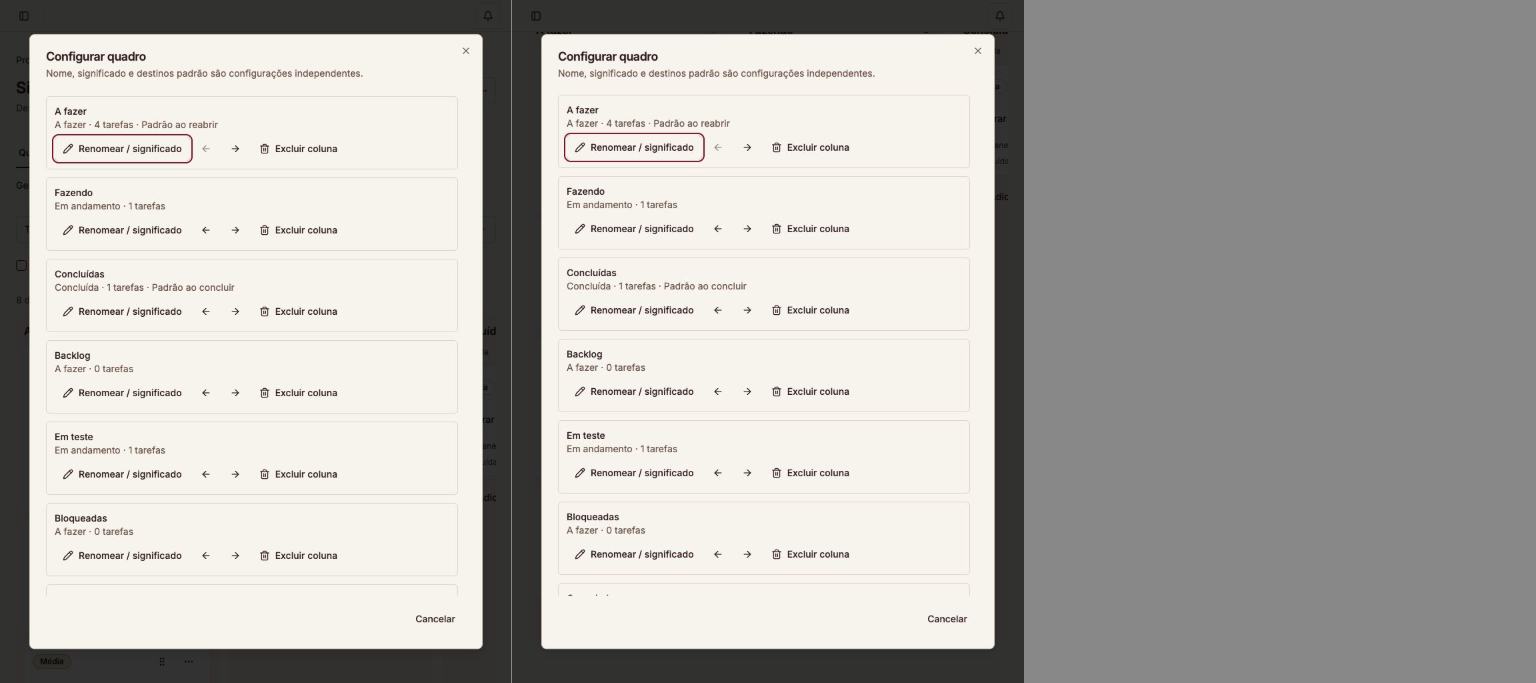 Configurar quadro
Nome, significado e destinos padrão são configurações independentes.
A fazer
A fazer · 4 tarefas · Padrão ao reabrir
Renomear / significado
Excluir coluna
Fazendo
Em andamento · 1 tarefas
Renomear / significado
Excluir coluna
Concluídas
Concluída · 1 tarefas · Padrão ao concluir
Renomear / significado
Excluir coluna
Backlog
A fazer · 0 tarefas
Renomear / significado
Excluir coluna
Em teste
Em andamento · 1 tarefas
Renomear / significado
Excluir coluna
Bloqueadas
A fazer · 0 tarefas
Renomear / significado
Excluir coluna
Cancelar
Média
Configurar quadro
Nome, significado e destinos padrão são configurações independentes.
A fazer
A fazer · 4 tarefas · Padrão ao reabrir
Renomear / significado
Excluir coluna
Fazendo
Em andamento · 1 tarefas
Renomear / significado
Excluir coluna
Concluídas
Concluída · 1 tarefas · Padrão ao concluir
Renomear / significado
Excluir coluna
Backlog
A fazer · 0 tarefas
Renomear / significado
Excluir coluna
Em teste
Em andamento · 1 tarefas
Renomear / significado
Excluir coluna
Bloqueadas
A fazer · 0 tarefas
Renomear / significado
Excluir coluna
Cancelar